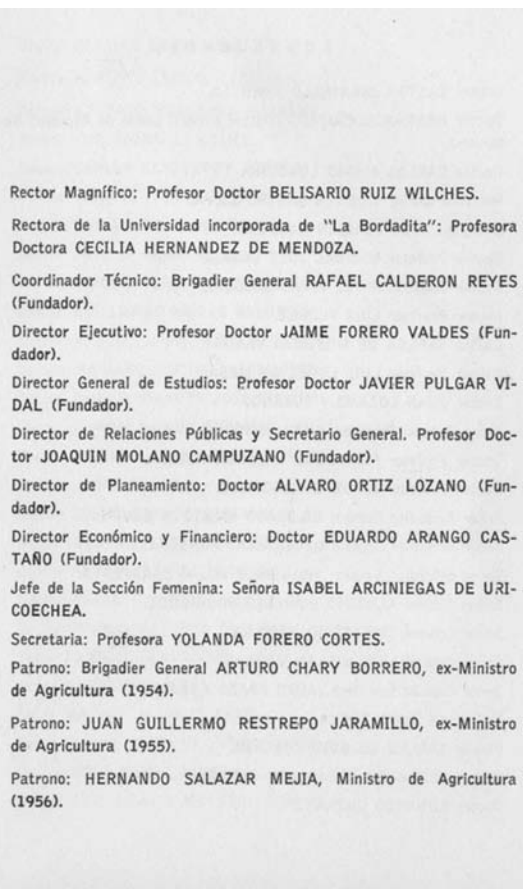 Rector Magnífico: Profesor Doctor BELISARIO RUIZ WILCHES.
Rectora de la Universidad incorporada de "La Bordadita": Profesora
Doctora CECILIA HERNANDEZ DE MENDOZA.
Coordinador Técnico: Brigadier General RAFAEL CALDERON REYES
(Fundador).
Director Ejecutivo: Profesor Doctor JAIME FORERO VALDES (Fun-
dador).
Director General de Estudios: Profesor Doctor JAVIER PULGAR VI-
DAL (Fundador).
Director de Relaciones Públicas y Secretario General. Profesor Doc-
tor JOAQUIN MOLANO CAMPUZANO (Fundador).
Director de Planeamiento: Doctor ALVARO ORTIZ LOZANO (Fun-
dador).
Director Económico y Financiero: Doctor EDUARDO ARANGO CAS-
TAÑO (Fundador).
Jefe de la Sección Femenina: Señora ISABEL ARCINIEGAS DE URI-
COECHEA.
Secretaria: Profesora YOLANDA FORERO CORTES.
Patrono: Brigadier General ARTURO CHARY BORRERO, ex-Ministro
de Agricultura (1954).
Patrono: JUAN GUILLERMO RESTREPO JARAMILLO, ex-Ministro
de Agricultura (1955).
Patrono: HERNANDO SALAZAR MEJIA, Ministro de Agricultura
(1956).